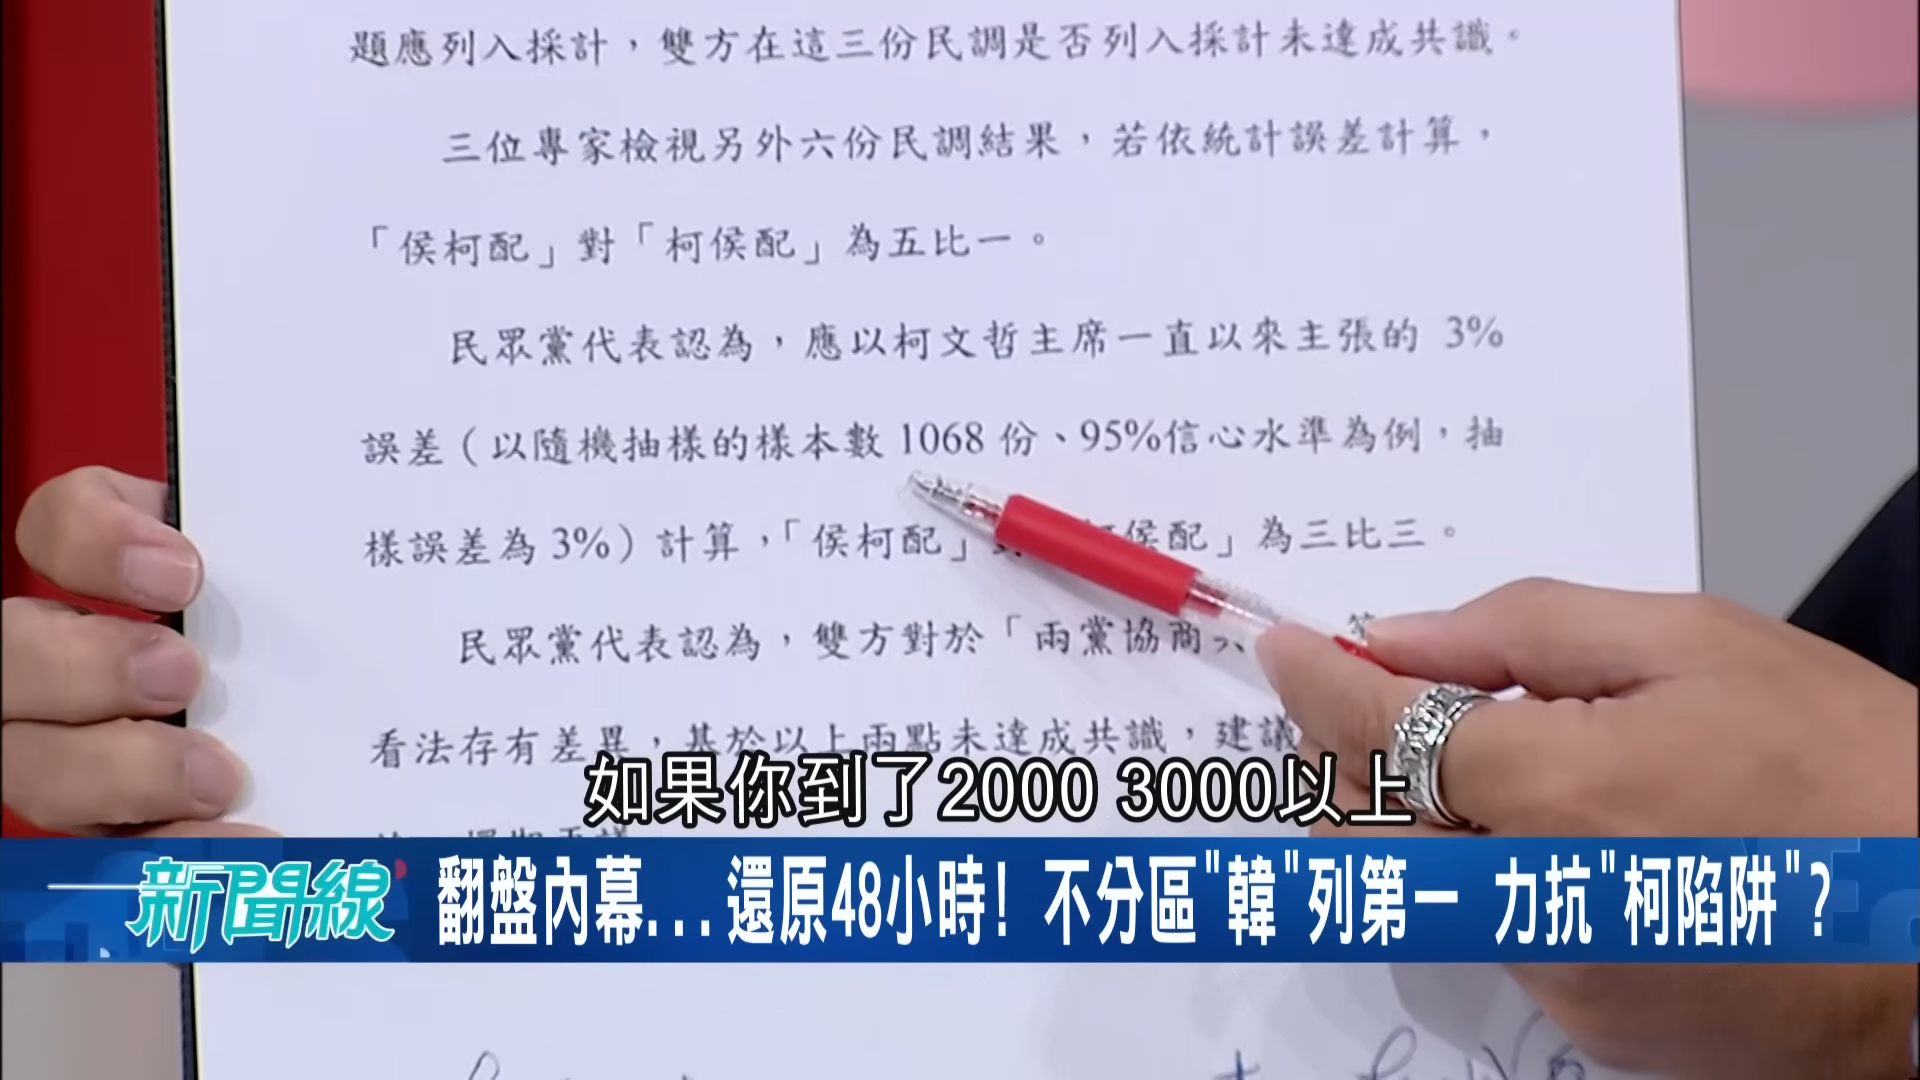 題應列入採計，雙方在這三份民調是否列入採計未達成共識。
三位專家檢視另外六份民調結果，若依統計誤差計算，
「侯柯配」對「柯侯配」為五比一。
民眾黨代表認為，應以柯文哲主席一直以來主張的 3%
誤差（以隨機抽樣的樣本數 1068 份、95%信心水準為例，抽
樣誤差為 3%）計算，「侯柯配」 侯配」為三比三。
民眾黨代表認為，雙方對於「兩黨協商
看法存有差異，基於以上兩點未達成共識，建議
如果你到了2000 3000以上
新聞線
翻盤內幕...還原48小時! 不分區"韓"列第一 力抗"柯陷阱"?